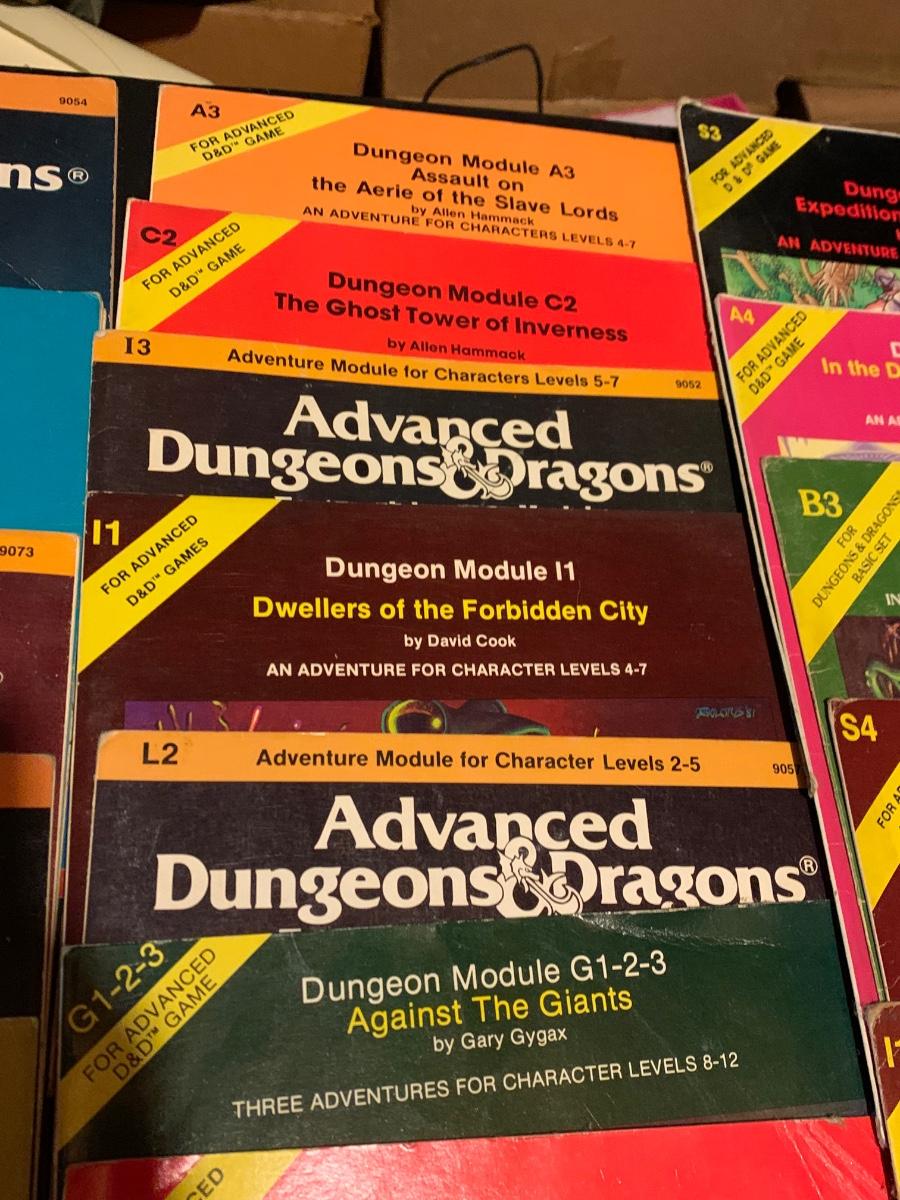 9054
ns®
9073
A3
FOR ADVANCED
D&D™ GAME
Dungeon Module A3
Assault on
the Aerie of the Slave Lords
by Allen Hammack
AN ADVENTURE FOR CHARACTERS LEVELS 4-7
C2
FOR ADVANCED
D&D™ GAME
Dungeon Module C2
The Ghost Tower of Inverness
by Allen Hammack
I3
Adventure Module for Characters Levels 5-7
9052
Advanced
Dungeons & Dragons®
I1
FOR ADVANCED
D&D™ GAMES
Dungeon Module I1
Dwellers of the Forbidden City
by David Cook
AN ADVENTURE FOR CHARACTER LEVELS 4-7
L2
Adventure Module for Character Levels 2-5
905
Advanced
Dungeons & Dragons®
G1-2-3
FOR ADVANCED
D&D™ GAME
Dungeon Module G1-2-3
Against The Giants
by Gary Gygax
THREE ADVENTURES FOR CHARACTER LEVELS 8-12
CED
S3
FOR ADVANCED
D & D® GAME
Dung
Expedition
AN ADVENTURE
A4
FOR ADVANCED
D&D™ GAME
D
In the D
AN A
B3
FOR
DUNGEONS & DRAGONS
BASIC SET
IN
S4
FOR A